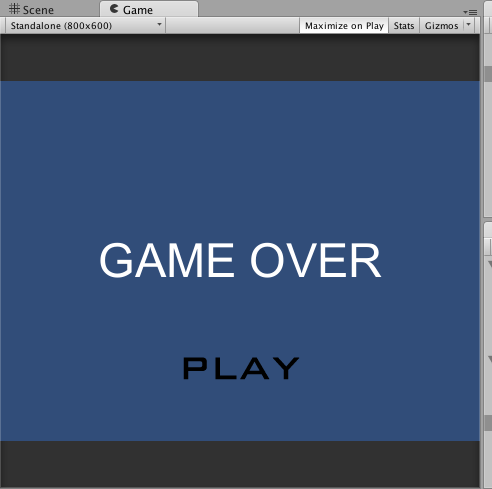 Scene Game
Standalone (800x600) Maximize on Play Stats Gizmos
GAME OVER
PLAY